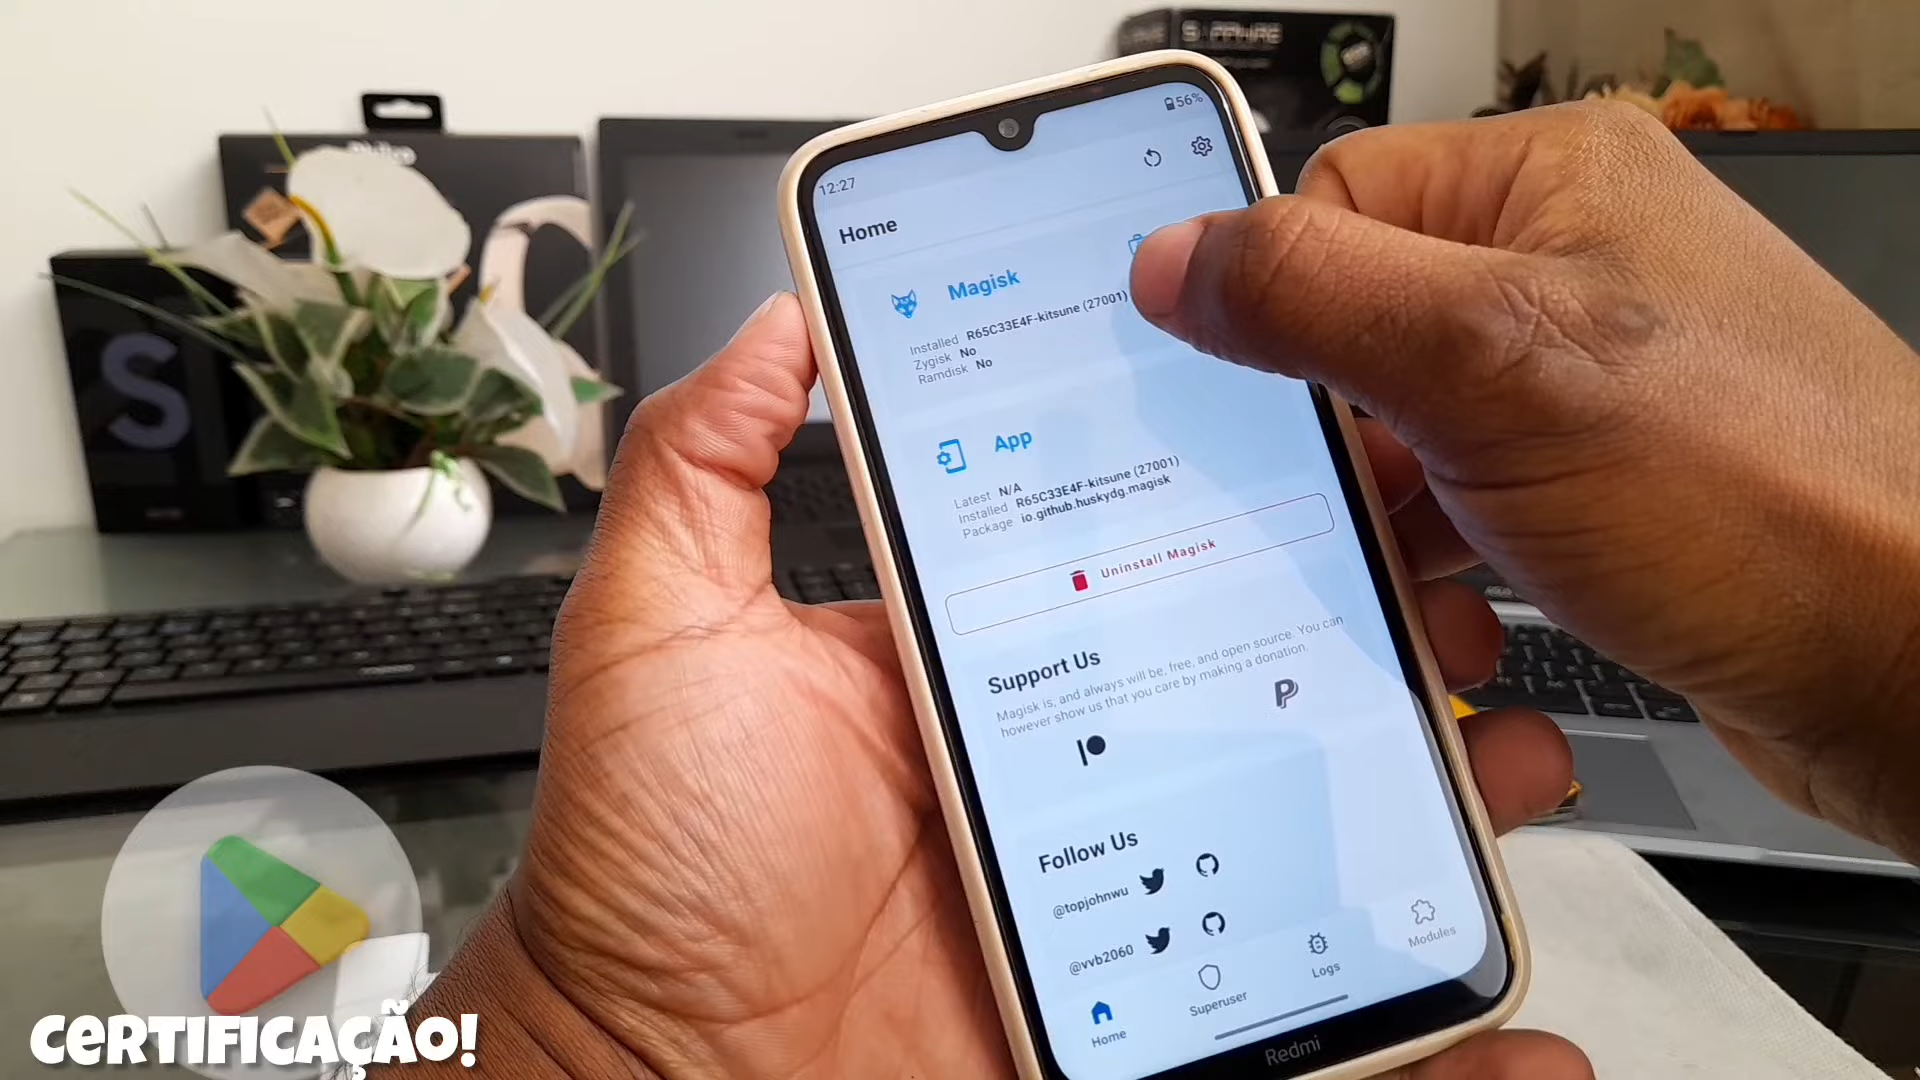 SAPPHIRE
56%
12:27
Home
Magisk
Installed R65C33E4F-kitsune (27001)
Zygisk No
Ramdisk No
App
Latest N/A
Installed R65C33E4F-kitsune (27001)
Package io.github.huskydg.magisk
Uninstall Magisk
Support Us
Magisk is, and always will be, free, and open source. You can
however show us that you care by making a donation.
Follow Us
@topjohnwu
@vvb2060
Home
Superuser
Logs
Modules
Redmi
S
CERTIFICAÇÃO!